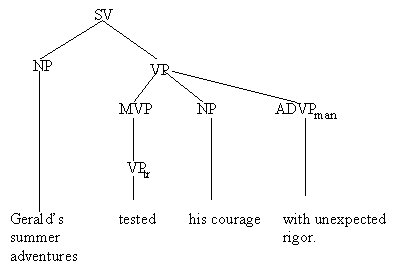 SV
NP VP
MVP NP ADVPman
VPtr
Gerald's tested his courage with unexpected
summer rigor.
adventures